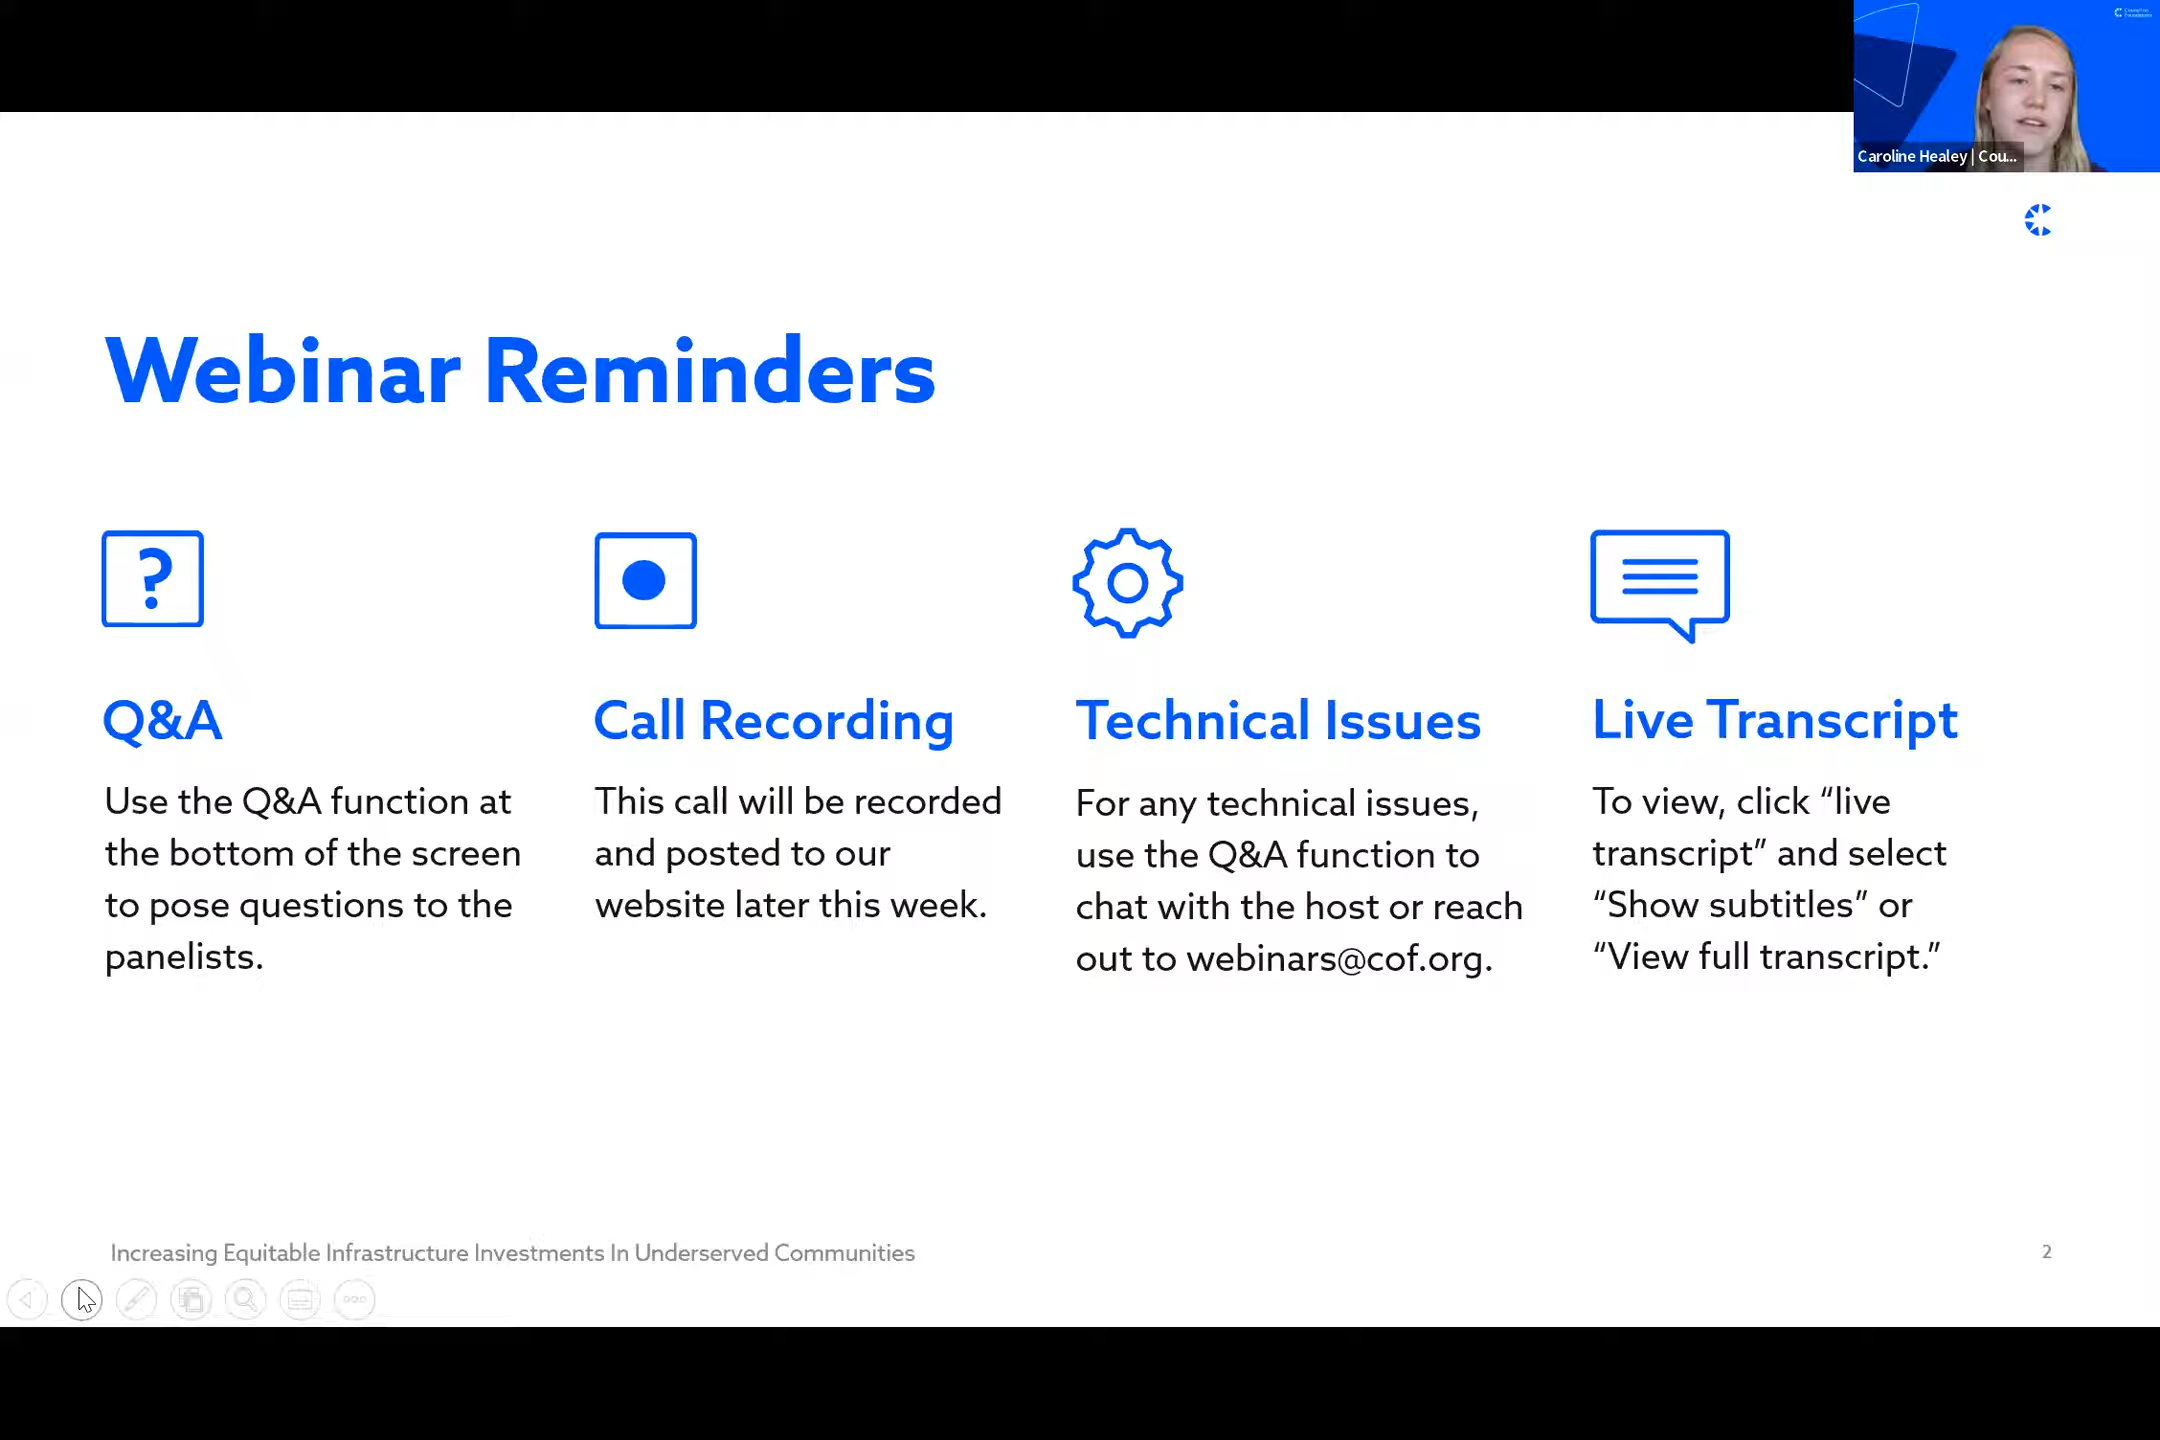 Caroline Healey | Cou...
Webinar Reminders
?
Q&A
Use the Q&A function at
the bottom of the screen
to pose questions to the
panelists.
Call Recording
This call will be recorded
and posted to our
website later this week.
Technical Issues
For any technical issues,
use the Q&A function to
chat with the host or reach
out to webinars@cof.org.
Live Transcript
To view, click “live
transcript” and select
“Show subtitles” or
“View full transcript.”
Increasing Equitable Infrastructure Investments In Underserved Communities
2